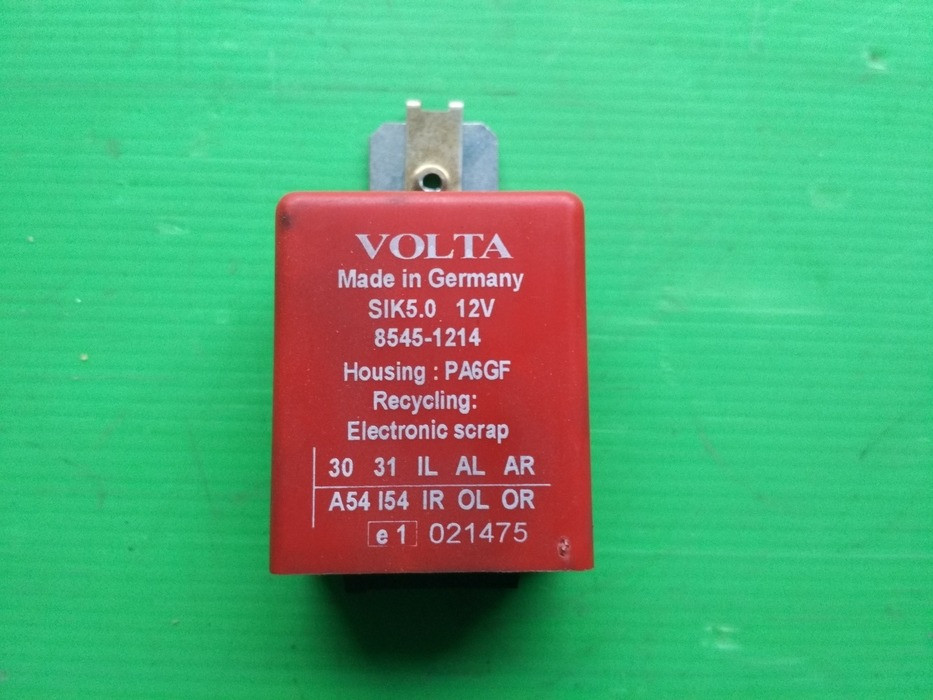 VOLTA
Made in Germany
SIK5.0 12V
8545-1214
Housing : PA6GF
Recycling:
Electronic scrap
30 31 IL AL AR
A54 I54 IR OL OR
e 1 021475